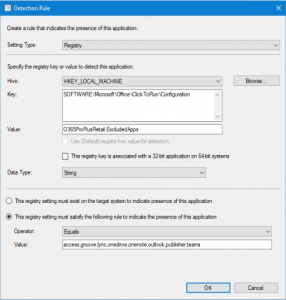 Detection Rule
Create a rule that indicates the presence of this application.
Setting Type: Registry
Specify the registry key or value to detect this application.
Hive: HKEY_LOCAL_MACHINE Browse...
Key: SOFTWARE\Microsoft\Office\ClickToRun\Configuration
Value: O365ProPlusRetail.ExcludedApps
Use (Default) registry key value for detection
This registry key is associated with a 32-bit application on 64-bit systems
Data Type: String
This registry setting must exist on the target system to indicate presence of this application
This registry setting must satisfy the following rule to indicate the presence of this application
Operator: Equals
Value: access,groove,lync,onedrive,onenote,outlook,publisher,teams
OK Cancel